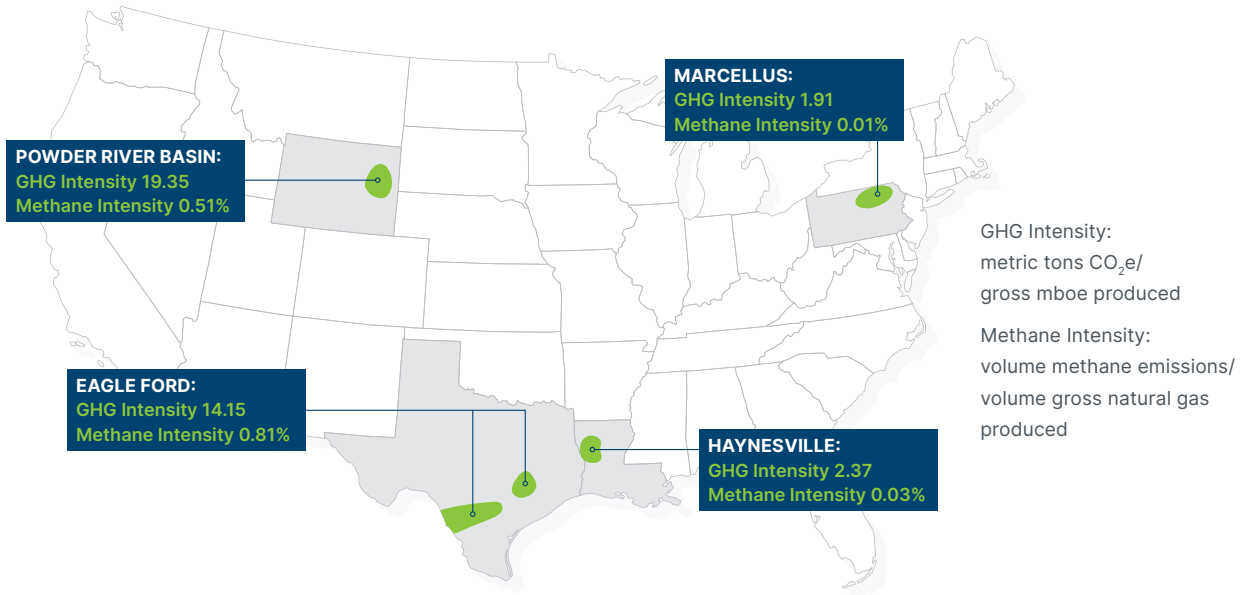 MARCELLUS:
GHG Intensity 1.91
Methane Intensity 0.01%
POWDER RIVER BASIN:
GHG Intensity 19.35
Methane Intensity 0.51%
GHG Intensity:
metric tons CO₂e/
gross mboe produced
Methane Intensity:
volume methane emissions/
volume gross natural gas
produced
EAGLE FORD:
GHG Intensity 14.15
Methane Intensity 0.81%
HAYNESVILLE:
GHG Intensity 2.37
Methane Intensity 0.03%